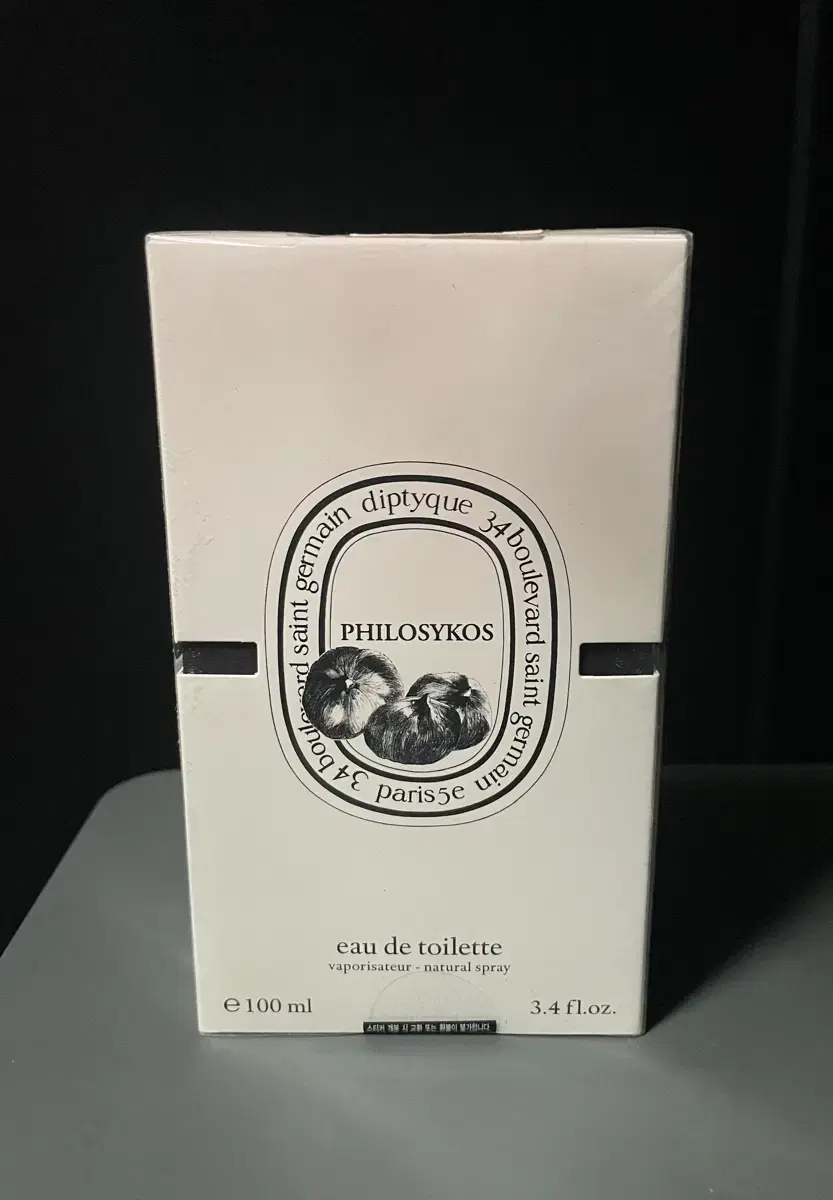 diptyque 34 boulevard saint germain paris5e 34 boulevard saint germain
PHILOSYKOS
eau de toilette
vaporisateur - natural spray
e 100 ml
3.4 fl.oz.
스티커 개봉 시 교환 또는 환불이 불가합니다